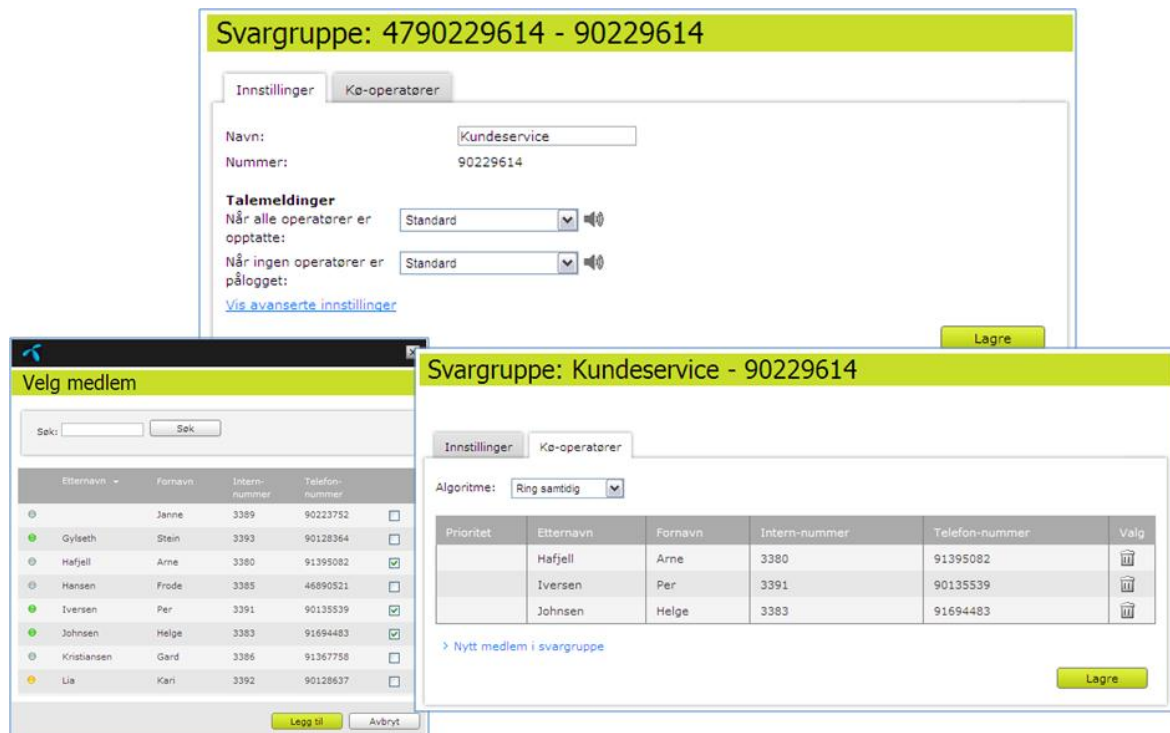 Svargruppe: 4790229614 - 90229614
Innstillinger Kø-operatører
Navn: Kundeservice
Nummer: 90229614
Talemeldinger
Når alle operatører er Standard
opptatte:
Når ingen operatører er Standard
pålogget:
Vis avanserte innstillinger
Lagre
Velg medlem
Søk: Søk
Etternavn Fornavn Intern- Telefon-
nummer nummer
Janne 3389 90223752
Gylseth Stein 3393 90128364
Hafjell Arne 3380 91395082
Hansen Frode 3385 46890521
Iversen Per 3391 90135539
Johnsen Helge 3383 91694483
Kristiansen Gard 3386 91367758
Lia Kari 3392 90128637
Legg til Avbryt
Svargruppe: Kundeservice - 90229614
Innstillinger Kø-operatører
Algoritme: Ring samtidig
Prioritet Etternavn Fornavn Intern-nummer Telefon-nummer Valg
Hafjell Arne 3380 91395082
Iversen Per 3391 90135539
Johnsen Helge 3383 91694483
> Nytt medlem i svargruppe
Lagre